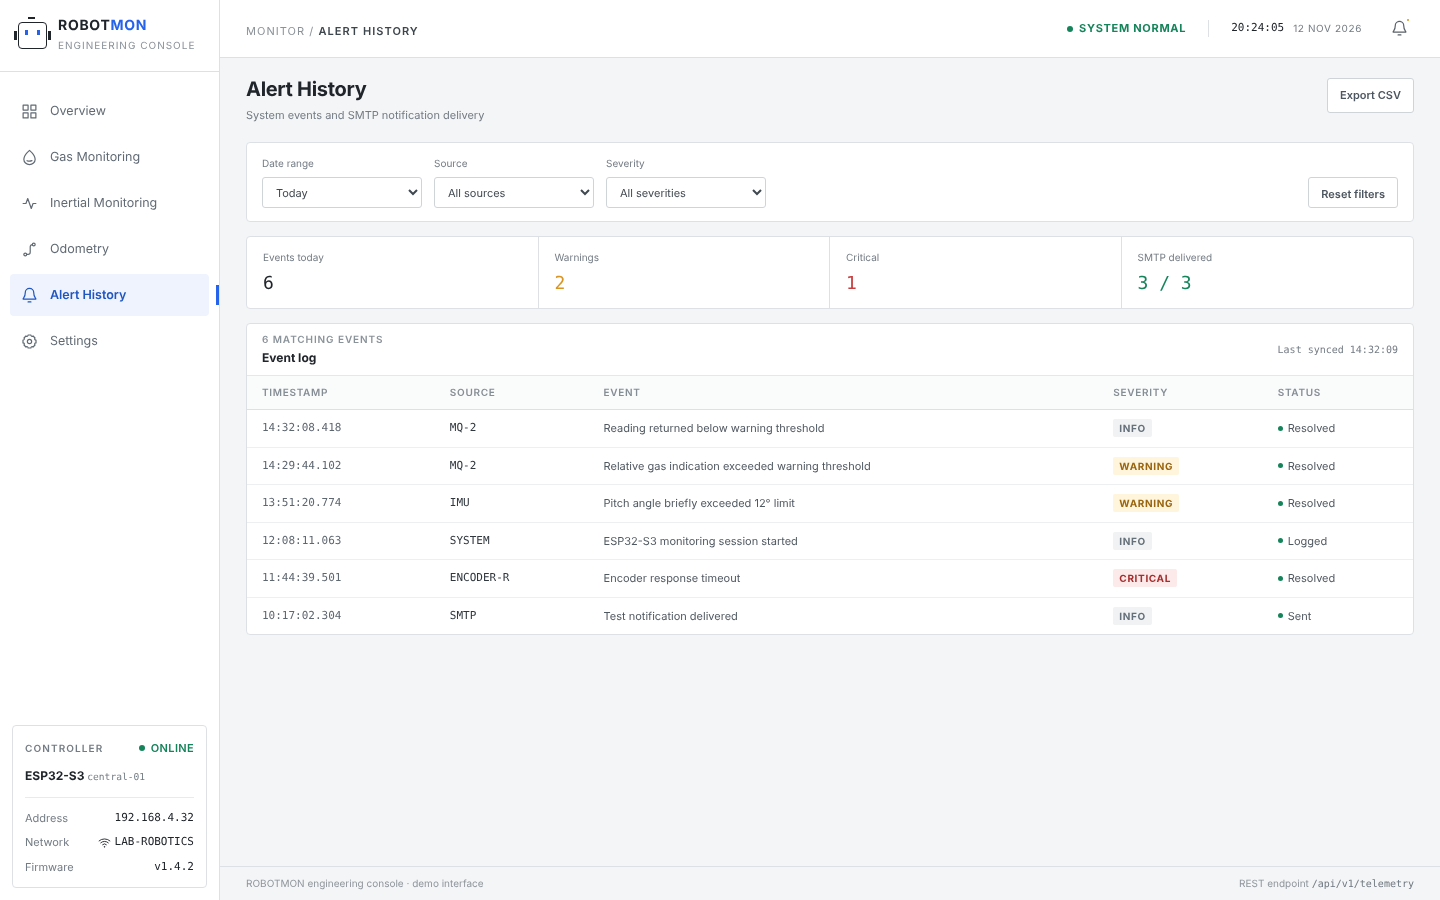 ROBOTMON
ENGINEERING CONSOLE
MONITOR / ALERT HISTORY
SYSTEM NORMAL
20:24:05 12 NOV 2026
Overview
Gas Monitoring
Inertial Monitoring
Odometry
Alert History
Settings
CONTROLLER ONLINE
ESP32-S3 central-01
Address 192.168.4.32
Network LAB-ROBOTICS
Firmware v1.4.2
Alert History
System events and SMTP notification delivery
Export CSV
Date range Source Severity
Today All sources All severities Reset filters
Events today Warnings Critical SMTP delivered
6 2 1 3 / 3
6 MATCHING EVENTS
Event log
Last synced 14:32:09
TIMESTAMP SOURCE EVENT SEVERITY STATUS
14:32:08.418 MQ-2 Reading returned below warning threshold INFO Resolved
14:29:44.102 MQ-2 Relative gas indication exceeded warning threshold WARNING Resolved
13:51:20.774 IMU Pitch angle briefly exceeded 12° limit WARNING Resolved
12:08:11.063 SYSTEM ESP32-S3 monitoring session started INFO Logged
11:44:39.501 ENCODER-R Encoder response timeout CRITICAL Resolved
10:17:02.304 SMTP Test notification delivered INFO Sent
ROBOTMON engineering console · demo interface
REST endpoint /api/v1/telemetry